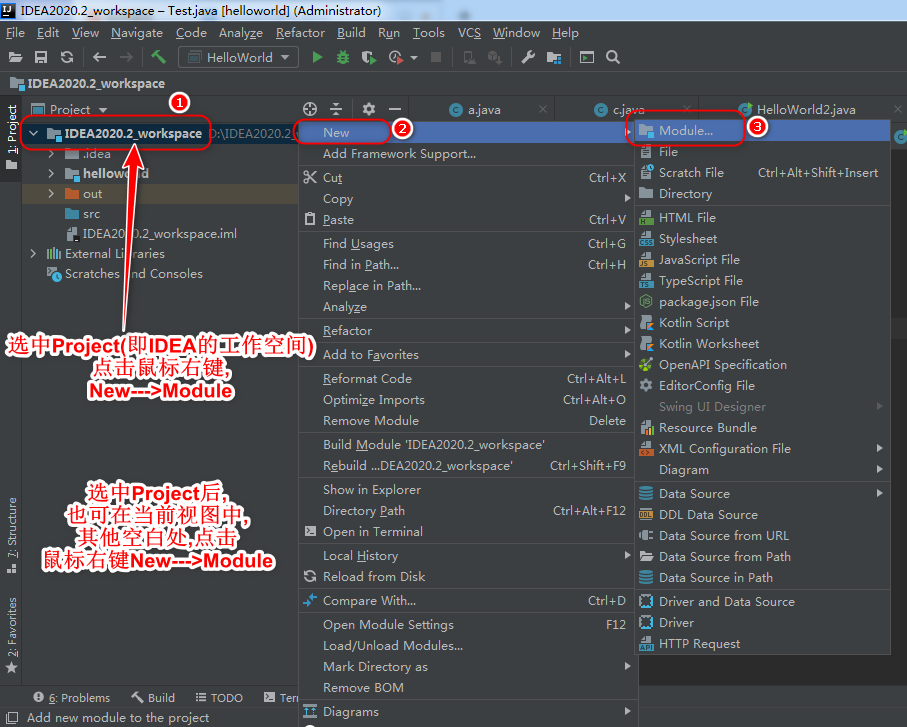 IDEA2020.2_workspace – Test.java [helloworld] (Administrator)
File Edit View Navigate Code Analyze Refactor Build Run Tools VCS Window Help
HelloWorld
IDEA2020.2_workspace
1: Project
Project
1
IDEA2020.2_workspace D:\IDEA2020.2_
.idea
out
src
IDEA2020.2_workspace.iml
External Libraries
Scratches and Consoles
选中Project(即IDEA的工作空间)
点击鼠标右键,
New--->Module
选中Project后,
也可在当前视图中,
其他空白处,点击
鼠标右键New--->Module
7: Structure
2: Favorites
a.java
c.java
HelloWorld2.java
New
2
Add Framework Support...
Cut Ctrl+X
Copy
Paste Ctrl+V
Find Usages Ctrl+G
Find in Path... Ctrl+H
Replace in Path...
Analyze
Refactor
Add to Favorites
Reformat Code Ctrl+Alt+L
Optimize Imports Ctrl+Alt+O
Remove Module Delete
Build Module 'IDEA2020.2_workspace'
Rebuild ...DEA2020.2_workspace' Ctrl+Shift+F9
Show in Explorer
Directory Path Ctrl+Alt+F12
Open in Terminal
Local History
Reload from Disk
Compare With... Ctrl+D
Open Module Settings F12
Load/Unload Modules...
Mark Directory as
Remove BOM
Diagrams
Module...
3
File
Scratch File Ctrl+Alt+Shift+Insert
Directory
HTML File
Stylesheet
JavaScript File
TypeScript File
package.json File
Kotlin Script
Kotlin Worksheet
OpenAPI Specification
EditorConfig File
Swing UI Designer
Resource Bundle
XML Configuration File
Diagram
Data Source
DDL Data Source
Data Source from URL
Data Source from Path
Data Source in Path
Driver and Data Source
Driver
HTTP Request
6: Problems Build TODO
Add new module to the project